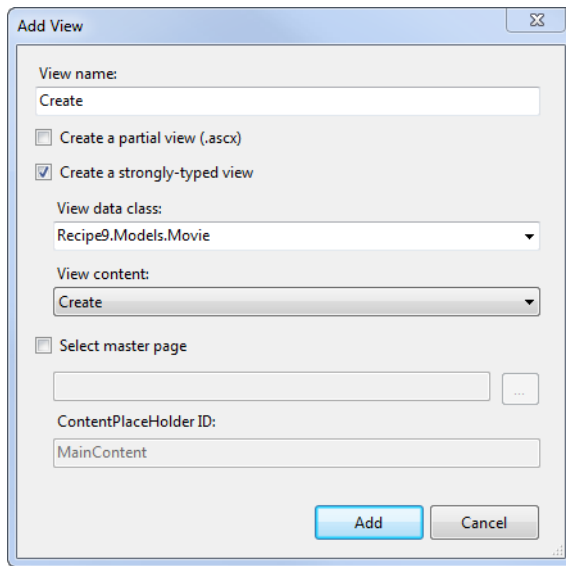 Add View
View name:
Create
Create a partial view (.ascx)
Create a strongly-typed view
View data class:
Recipe9.Models.Movie
View content:
Create
Select master page
...
ContentPlaceHolder ID:
MainContent
Add Cancel